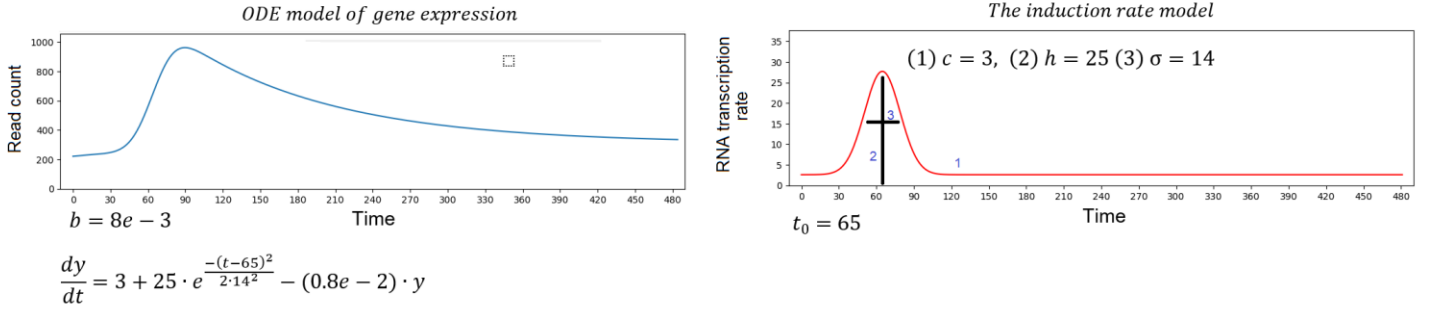 ODE model of gene expression
Read count
1000
800
600
400
200
0
0 30 60 90 120 150 180 210 240 270 300 330 360 390 420 450 480
Time
b = 8e − 3
dy/dt = 3 + 25 · e^(−(t−65)²/(2·14²)) − (0.8e − 2) · y
The induction rate model
RNA transcription
rate
35
30
25
20
15
10
5
0
(1) c = 3, (2) h = 25 (3) σ = 14
3
2
1
0 30 60 90 120 150 180 210 240 270 300 330 360 390 420 450 480
Time
t₀ = 65